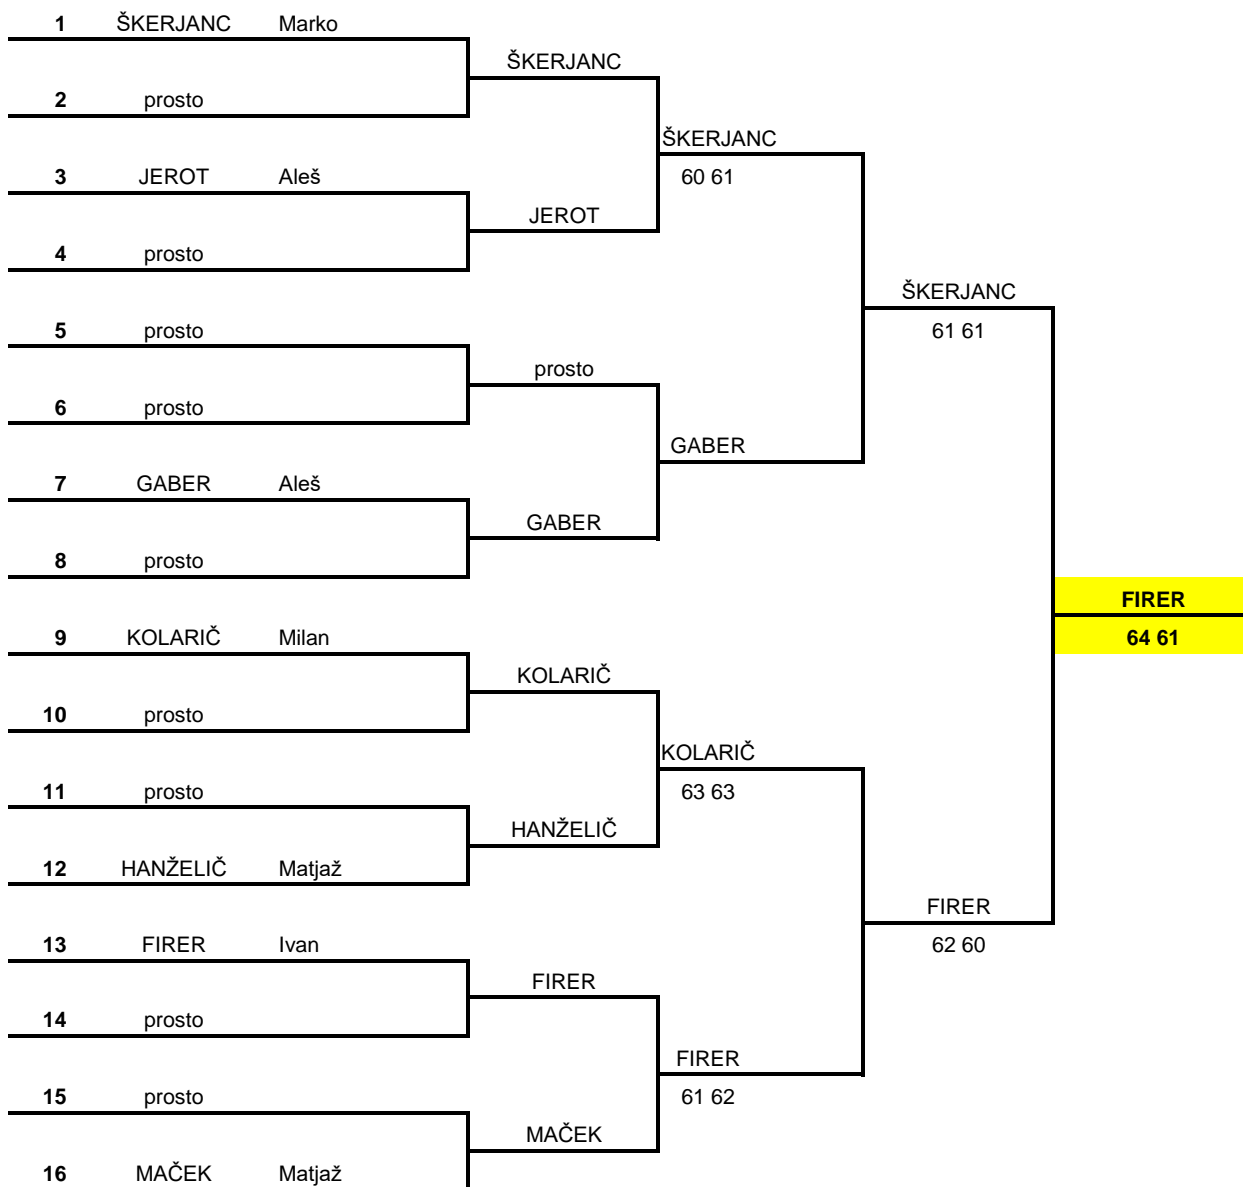 1 ŠKERJANC Marko
ŠKERJANC
2 prosto
ŠKERJANC
3 JEROT Aleš 60 61
JEROT
4 prosto
ŠKERJANC
5 prosto 61 61
prosto
6 prosto
GABER
7 GABER Aleš
GABER
8 prosto
FIRER
9 KOLARIČ Milan 64 61
KOLARIČ
10 prosto
KOLARIČ
11 prosto 63 63
HANŽELIČ
12 HANŽELIČ Matjaž
FIRER
13 FIRER Ivan 62 60
FIRER
14 prosto
FIRER
15 prosto 61 62
MAČEK
16 MAČEK Matjaž